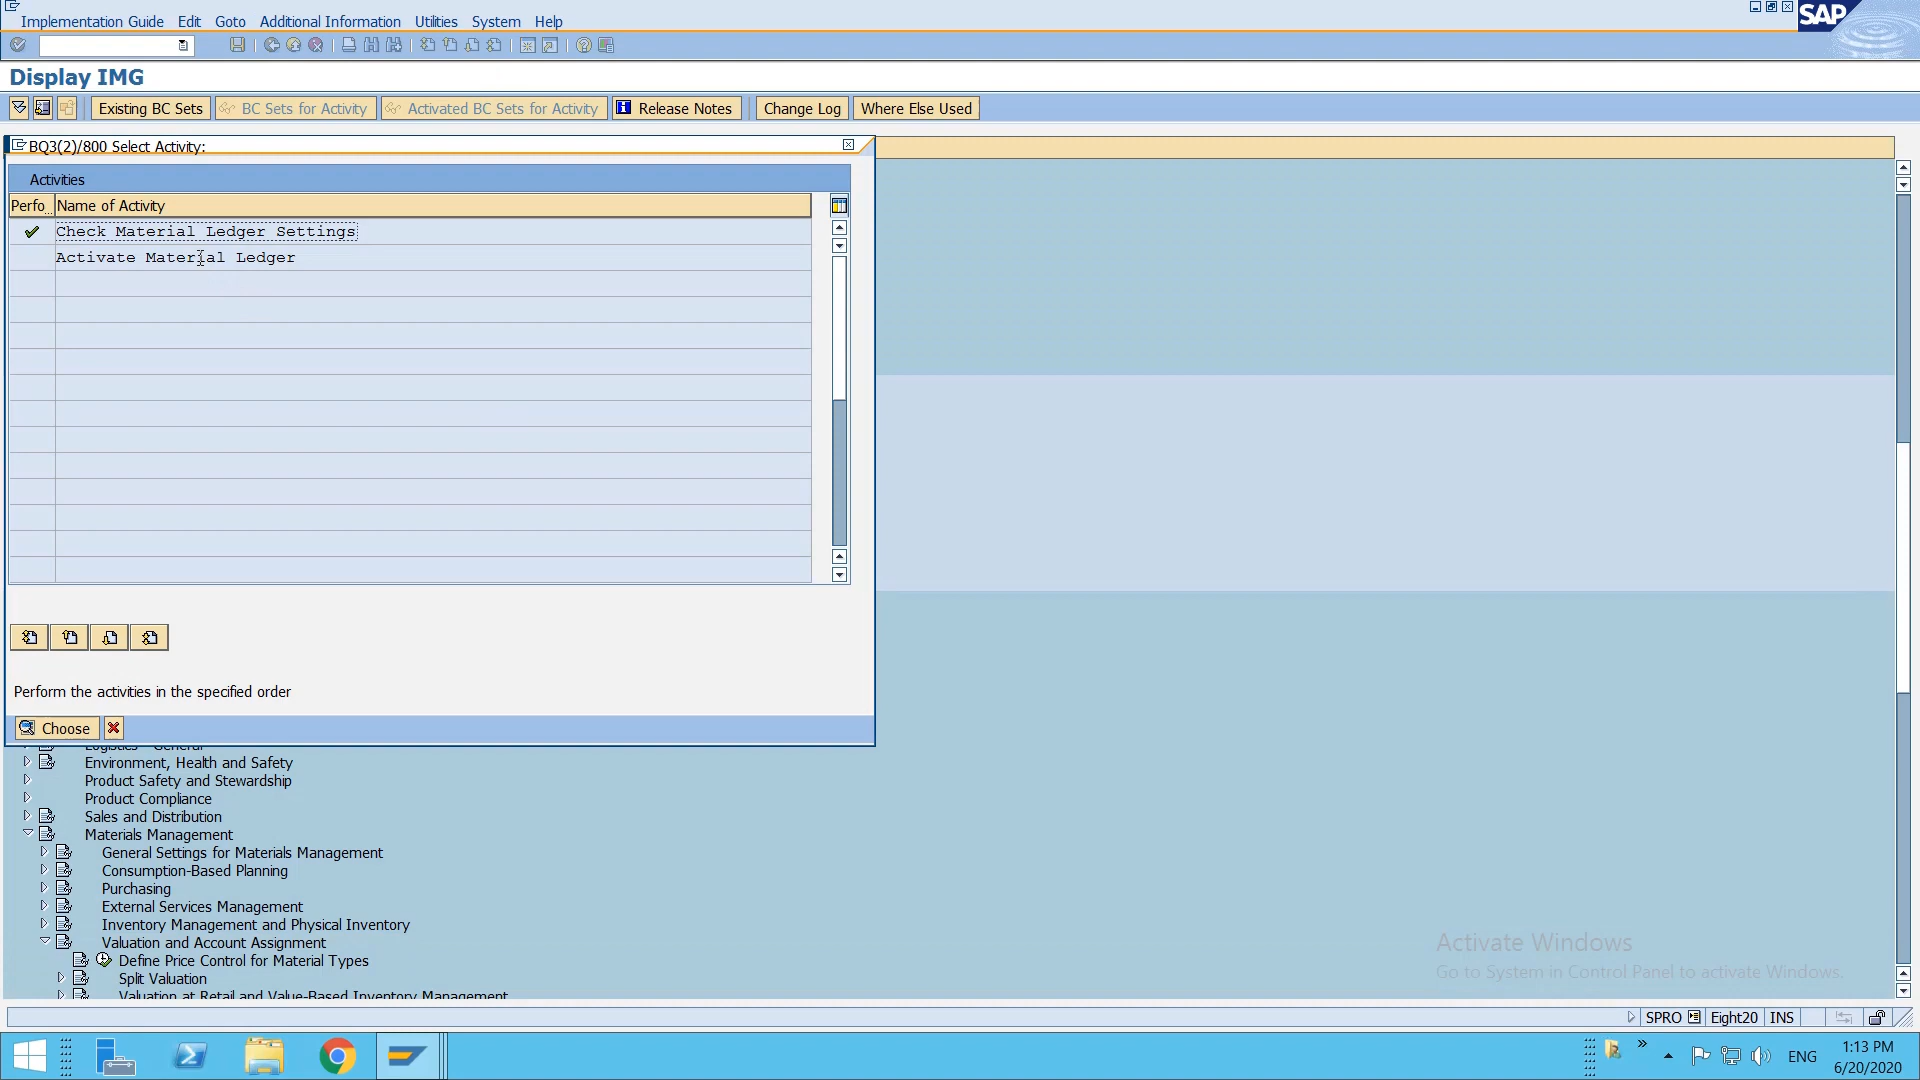 Implementation Guide Edit Goto Additional Information Utilities System Help
SAP
Display IMG
Existing BC Sets BC Sets for Activity Activated BC Sets for Activity Release Notes Change Log Where Else Used
BQ3(2)/800 Select Activity:
Activities
Perfo... Name of Activity
Check Material Ledger Settings
Activate Material Ledger
Perform the activities in the specified order
Choose
Logistics - General
Environment, Health and Safety
Product Safety and Stewardship
Product Compliance
Sales and Distribution
Materials Management
General Settings for Materials Management
Consumption-Based Planning
Purchasing
External Services Management
Inventory Management and Physical Inventory
Valuation and Account Assignment
Define Price Control for Material Types
Split Valuation
Valuation at Retail and Value-Based Inventory Management
Activate Windows
Go to System in Control Panel to activate Windows.
SPRO Eight20 INS
ENG
1:13 PM
6/20/2020